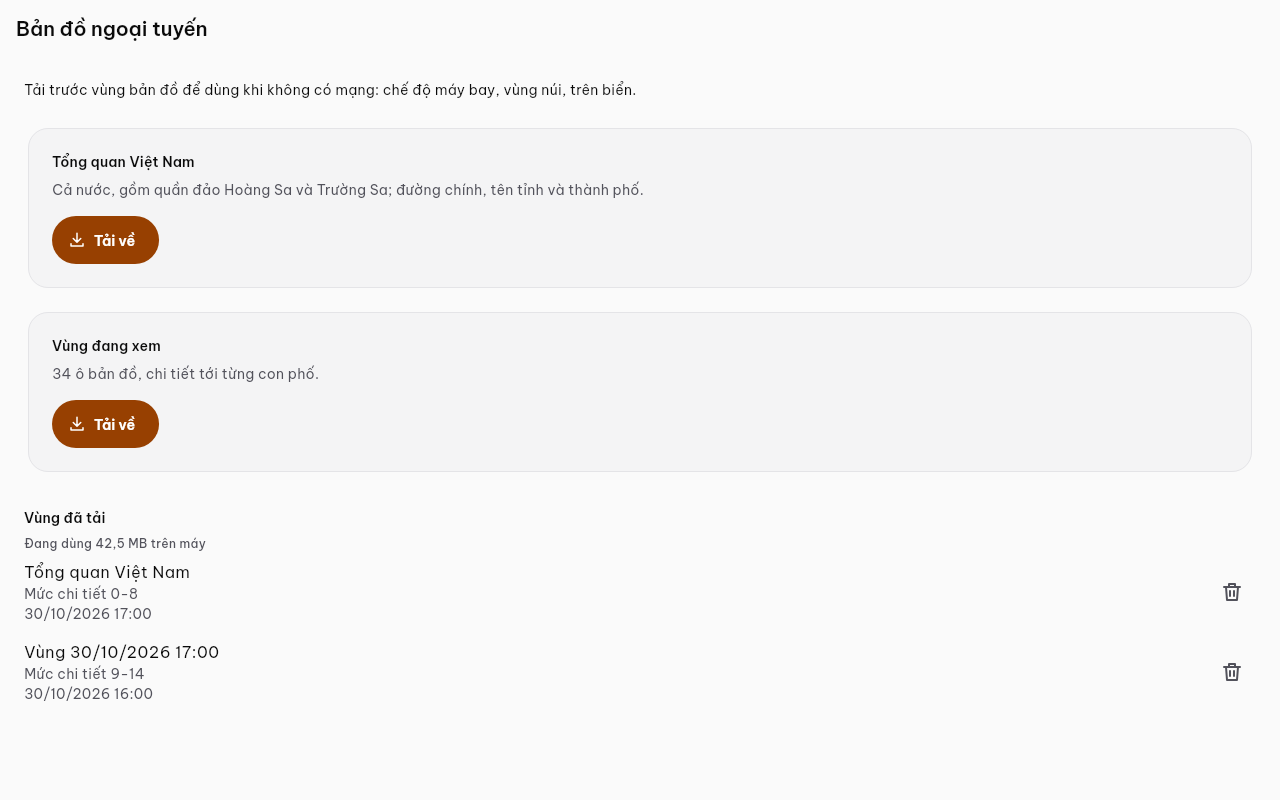 Bản đồ ngoại tuyến
Tải trước vùng bản đồ để dùng khi không có mạng: chế độ máy bay, vùng núi, trên biển.
Tổng quan Việt Nam
Cả nước, gồm quần đảo Hoàng Sa và Trường Sa; đường chính, tên tỉnh và thành phố.
Tải về
Vùng đang xem
34 ô bản đồ, chi tiết tới từng con phố.
Tải về
Vùng đã tải
Đang dùng 42,5 MB trên máy
Tổng quan Việt Nam
Mức chi tiết 0-8
30/10/2026 17:00
Vùng 30/10/2026 17:00
Mức chi tiết 9-14
30/10/2026 16:00